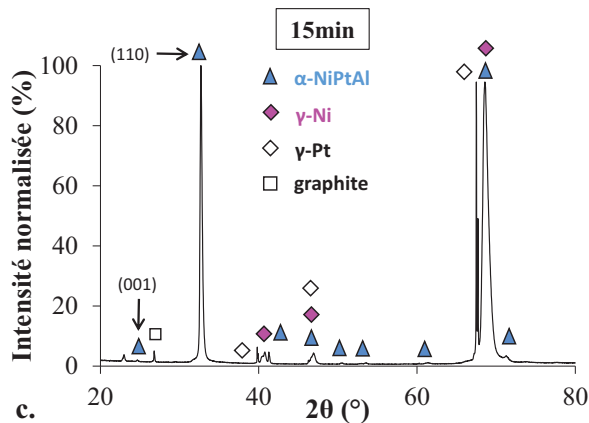 15min
(110)
α-NiPtAl
γ-Ni
γ-Pt
graphite
(001)
Intensité normalisée (%)
100
80
60
40
20
0
20 40 60 80
2θ (°)
c.